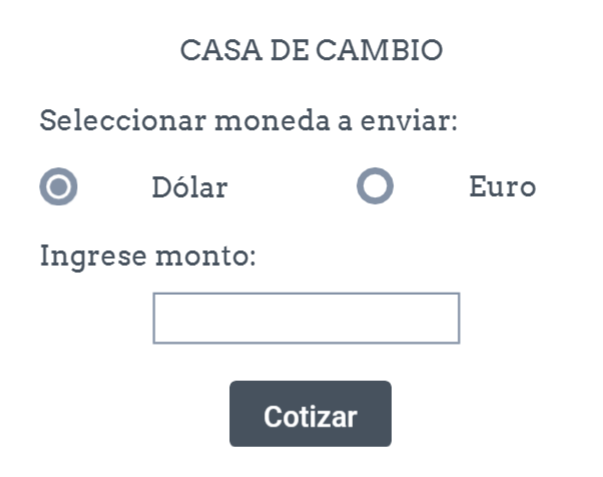 CASA DE CAMBIO
Seleccionar moneda a enviar:
Dólar Euro
Ingrese monto:
Cotizar